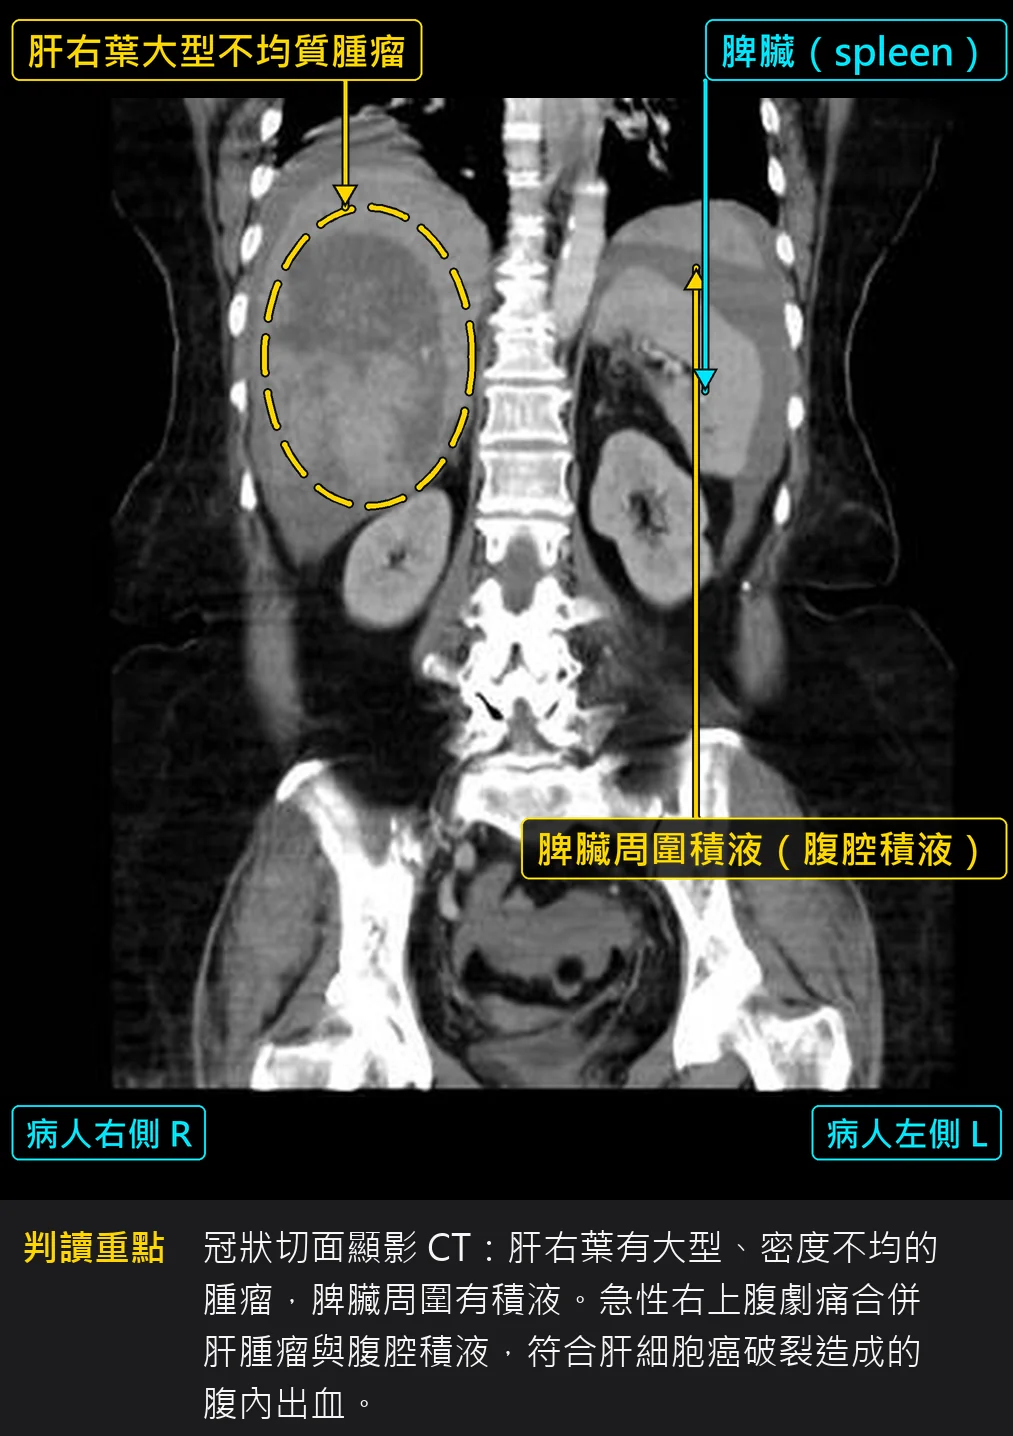 肝右葉大型不均質腫瘤
脾臟（spleen）
脾臟周圍積液（腹腔積液）
病人右側 R
病人左側 L
判讀重點
冠狀切面顯影 CT：肝右葉有大型、密度不均的
腫瘤，脾臟周圍有積液。急性右上腹劇痛合併
肝腫瘤與腹腔積液，符合肝細胞癌破裂造成的
腹內出血。